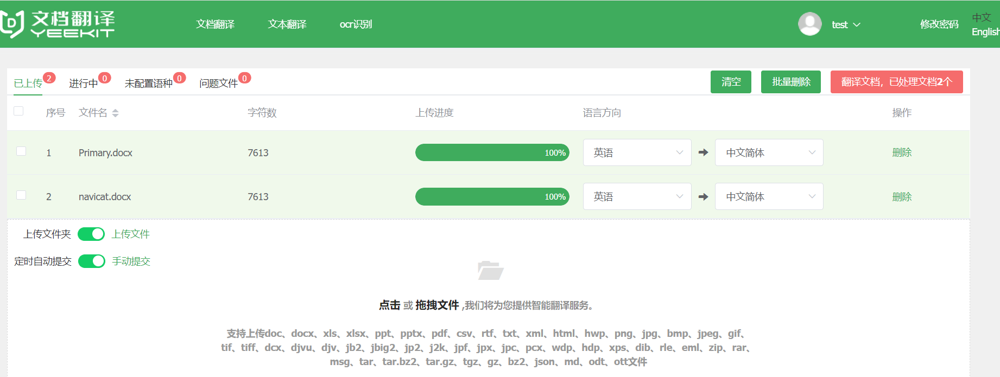 文档翻译
YEEKIT
文档翻译 文本翻译 ocr识别
test 修改密码
中文
English
已上传 2 进行中 0 未配置语种 0 问题文件 0 清空 批量删除 翻译文档，已处理文档2个
序号 文件名 字符数 上传进度 语言方向 操作
1 Primary.docx 7613 100% 英语 中文简体 删除
2 navicat.docx 7613 100% 英语 中文简体 删除
上传文件夹 上传文件
定时自动提交 手动提交
点击 或 拖拽文件 ,我们将为您提供智能翻译服务。
支持上传doc、docx、xls、xlsx、ppt、pptx、pdf、csv、rtf、txt、xml、html、hwp、png、jpg、bmp、jpeg、gif、
tif、tiff、dcx、djvu、djv、jb2、jbig2、jp2、j2k、jpf、jpx、jpc、pcx、wdp、hdp、xps、dib、rle、eml、zip、rar、
msg、tar、tar.bz2、tar.gz、tgz、gz、bz2、json、md、odt、ott文件